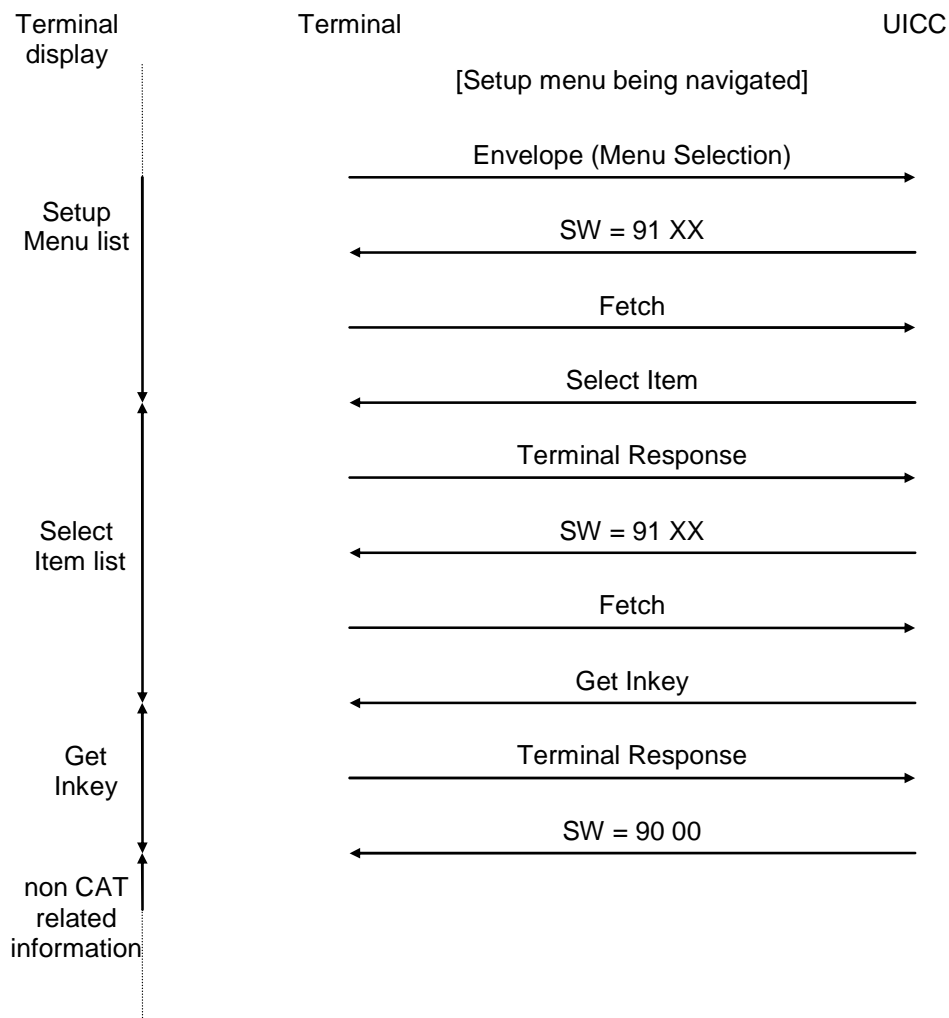 Terminal
display
Terminal
UICC
[Setup menu being navigated]
Envelope (Menu Selection)
Setup
Menu list
SW = 91 XX
Fetch
Select Item
Terminal Response
Select
Item list
SW = 91 XX
Fetch
Get Inkey
Get
Inkey
Terminal Response
SW = 90 00
non CAT
related
information